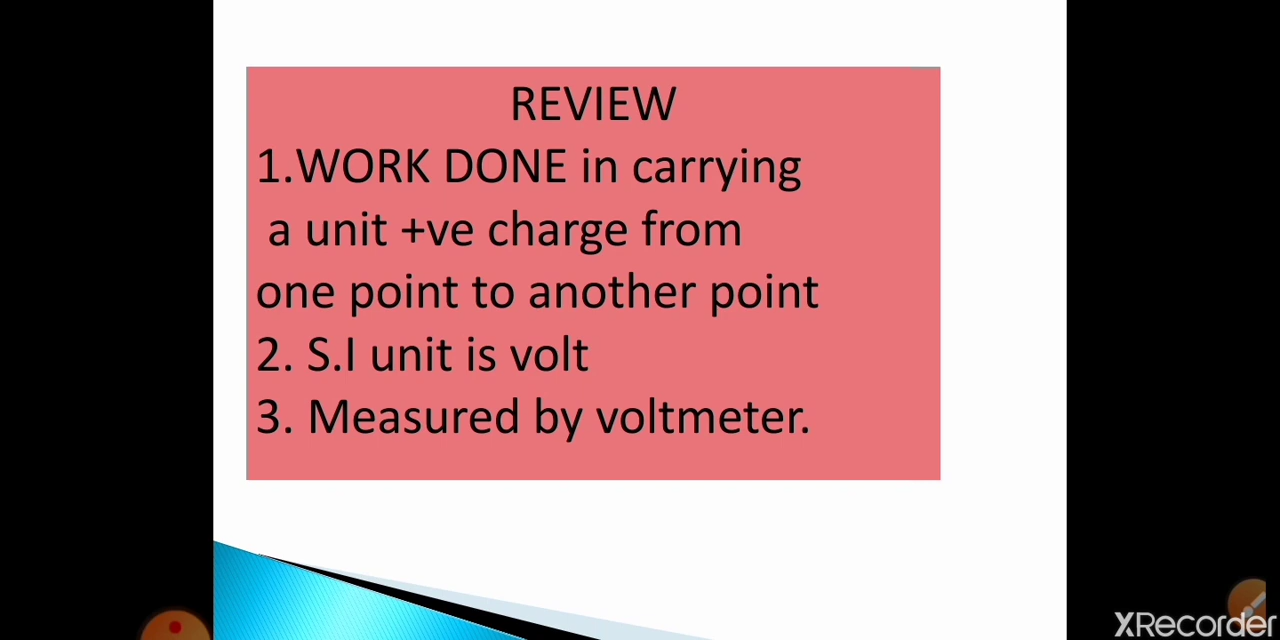 REVIEW
1.WORK DONE in carrying
a unit +ve charge from
one point to another point
2. S.I unit is volt
3. Measured by voltmeter.
XRecorder